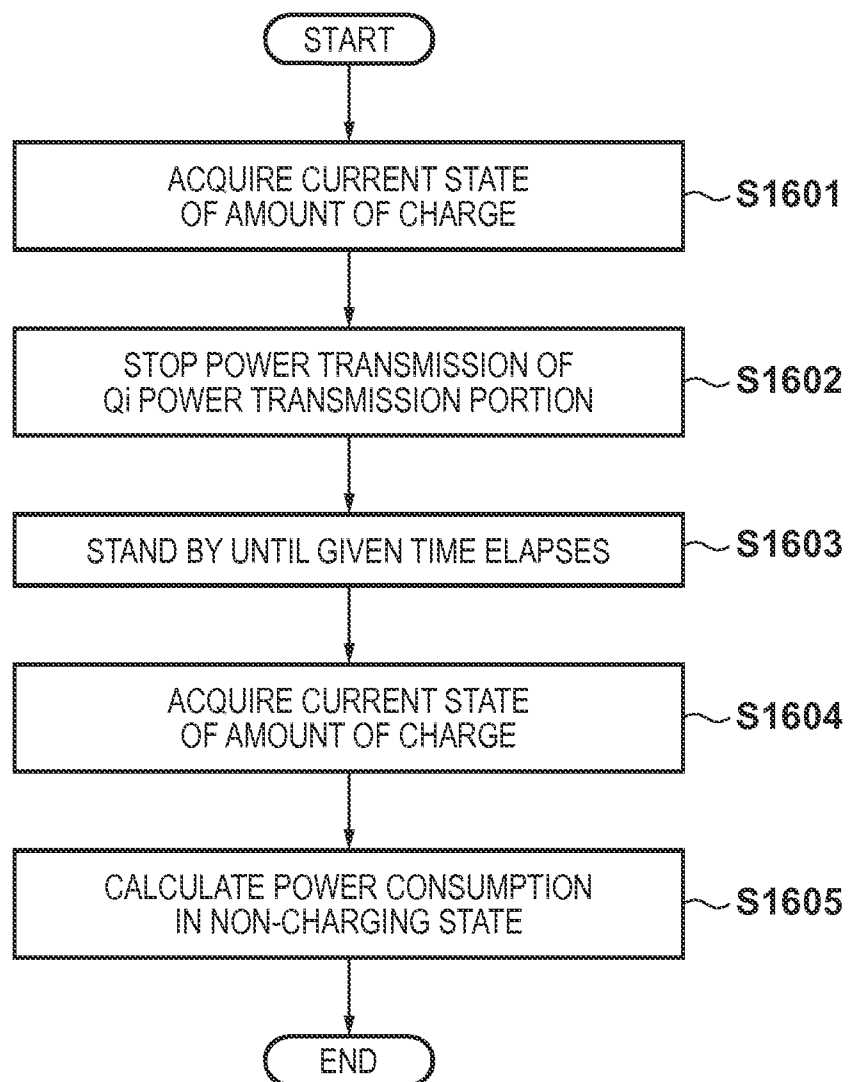 START
ACQUIRE CURRENT STATE
OF AMOUNT OF CHARGE
S1601
STOP POWER TRANSMISSION OF
Qi POWER TRANSMISSION PORTION
S1602
STAND BY UNTIL GIVEN TIME ELAPSES
S1603
ACQUIRE CURRENT STATE
OF AMOUNT OF CHARGE
S1604
CALCULATE POWER CONSUMPTION
IN NON-CHARGING STATE
S1605
END